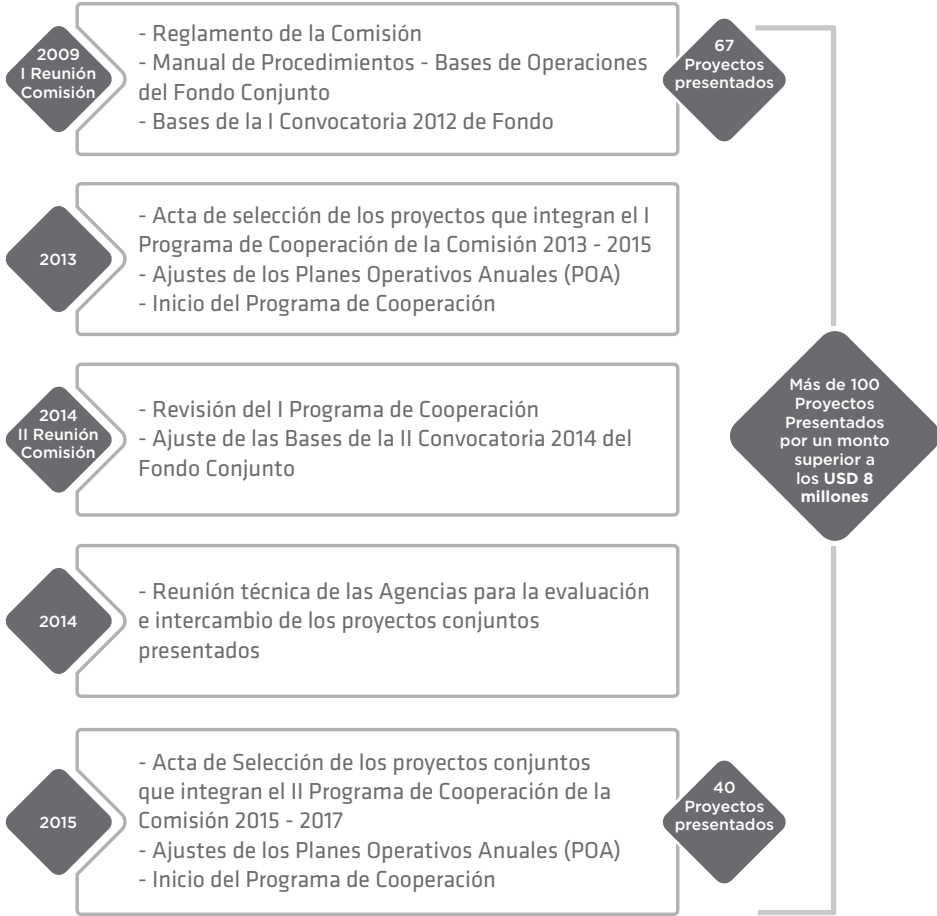 2009
I Reunión
Comisión
- Reglamento de la Comisión
- Manual de Procedimientos - Bases de Operaciones
del Fondo Conjunto
- Bases de la I Convocatoria 2012 de Fondo
67
Proyectos
presentados
2013
- Acta de selección de los proyectos que integran el I
Programa de Cooperación de la Comisión 2013 - 2015
- Ajustes de los Planes Operativos Anuales (POA)
- Inicio del Programa de Cooperación
2014
II Reunión
Comisión
- Revisión del I Programa de Cooperación
- Ajuste de las Bases de la II Convocatoria 2014 del
Fondo Conjunto
Más de 100
Proyectos
Presentados
por un monto
superior a
los USD 8
millones
2014
- Reunión técnica de las Agencias para la evaluación
e intercambio de los proyectos conjuntos
presentados
2015
- Acta de Selección de los proyectos conjuntos
que integran el II Programa de Cooperación de la
Comisión 2015 - 2017
- Ajustes de los Planes Operativos Anuales (POA)
- Inicio del Programa de Cooperación
40
Proyectos
presentados